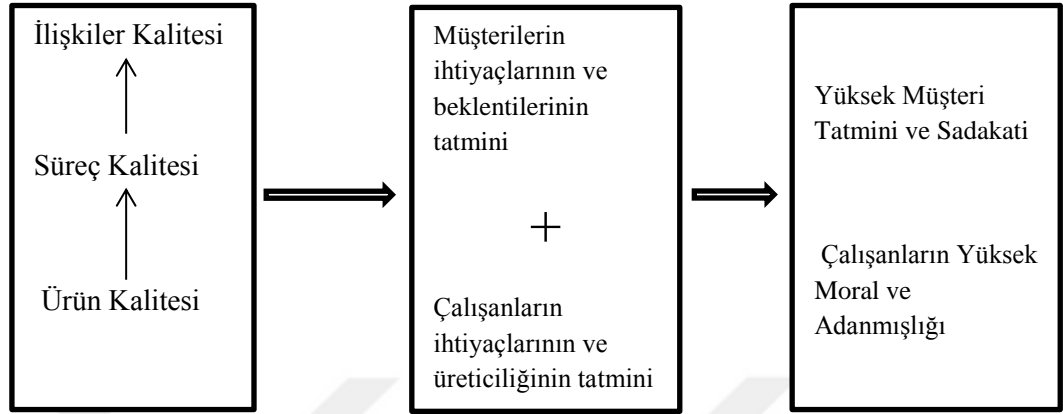 İlişkiler Kalitesi
Süreç Kalitesi
Ürün Kalitesi
Müşterilerin
ihtiyaçlarının ve
beklentilerinin
tatmini
+
Çalışanların
ihtiyaçlarının ve
üreticiliğinin tatmini
Yüksek Müşteri
Tatmini ve Sadakati
Çalışanların Yüksek
Moral ve
Adanmışlığı